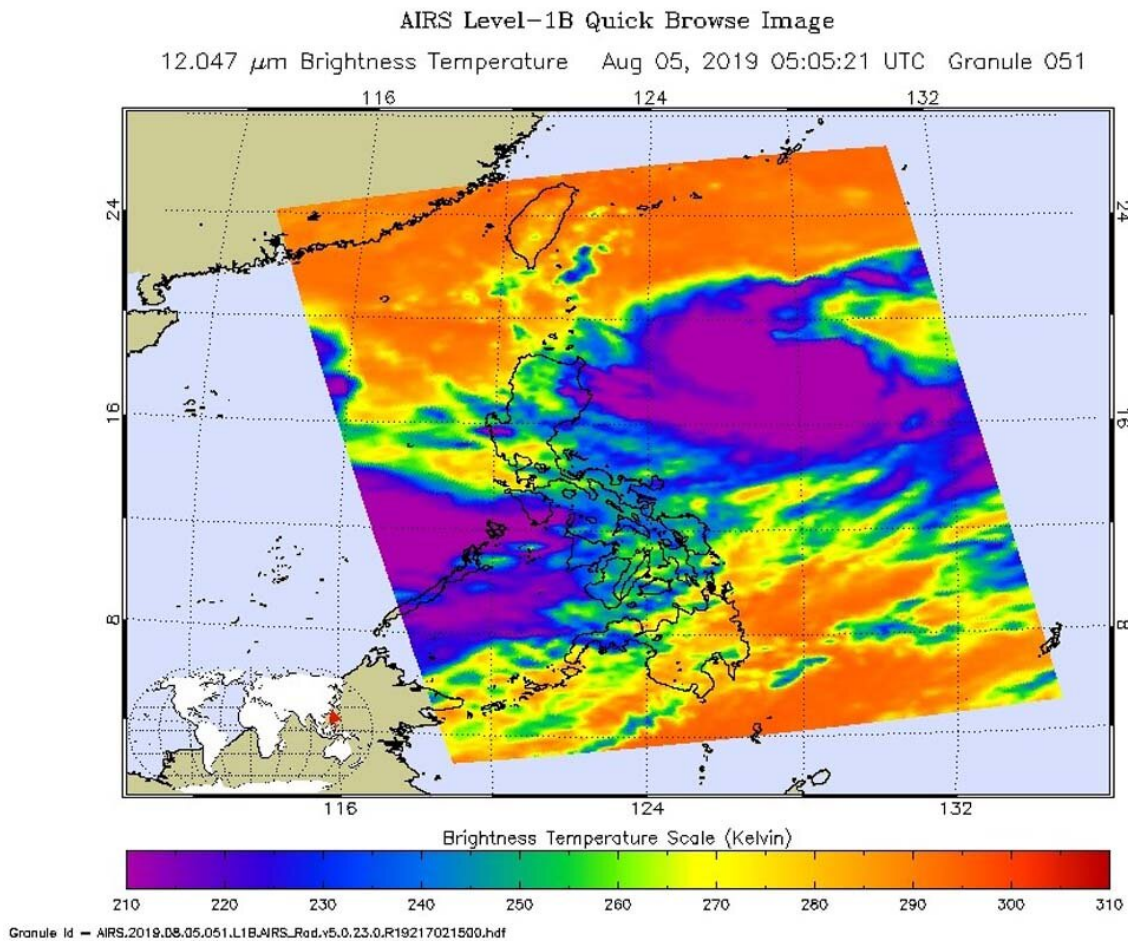 AIRS Level-1B Quick Browse Image
12.047 μm Brightness Temperature Aug 05, 2019 05:05:21 UTC Granule 051
116 124 132
24 24
16 16
8 8
116 124 132
Brightness Temperature Scale (Kelvin)
210 220 230 240 250 260 270 280 290 300 310
Granule Id — AIRS.2019.08.05.051.L1B.AIRS_Rad.v5.0.23.0.R19217021500.hdf